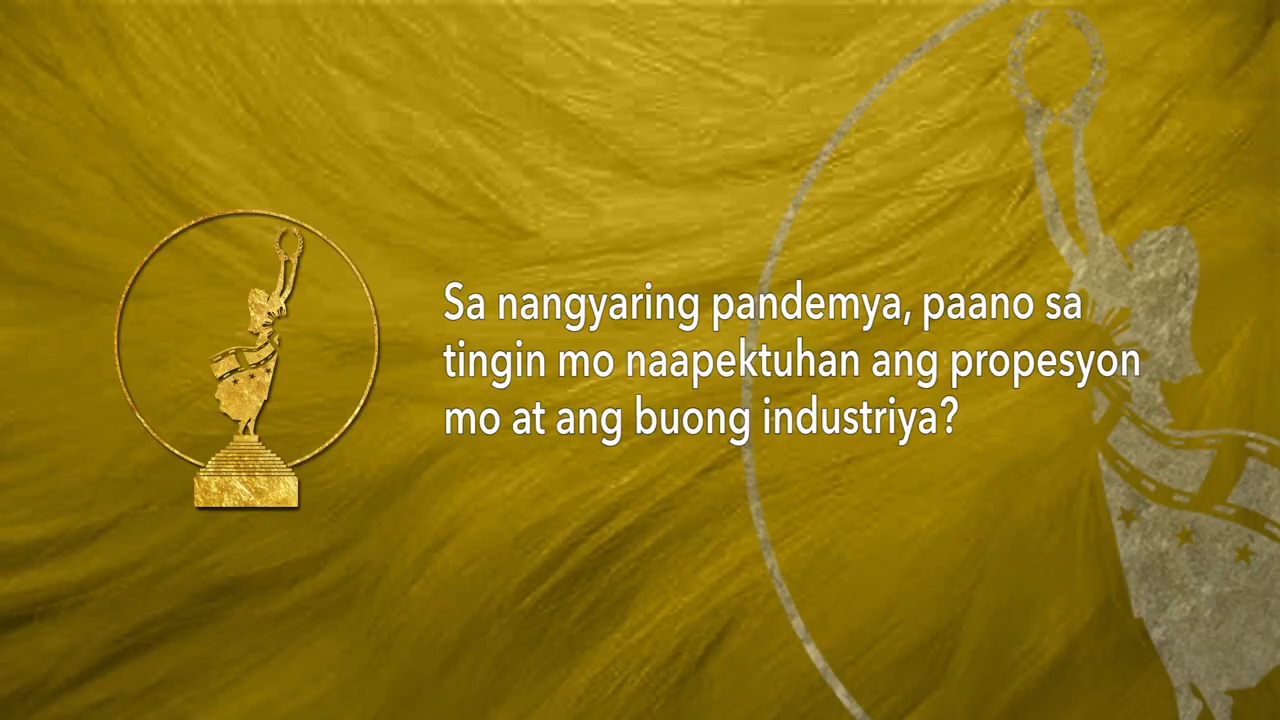 Sa nangyaring pandemya, paano sa
tingin mo naapektuhan ang propesyon
mo at ang buong industriya?